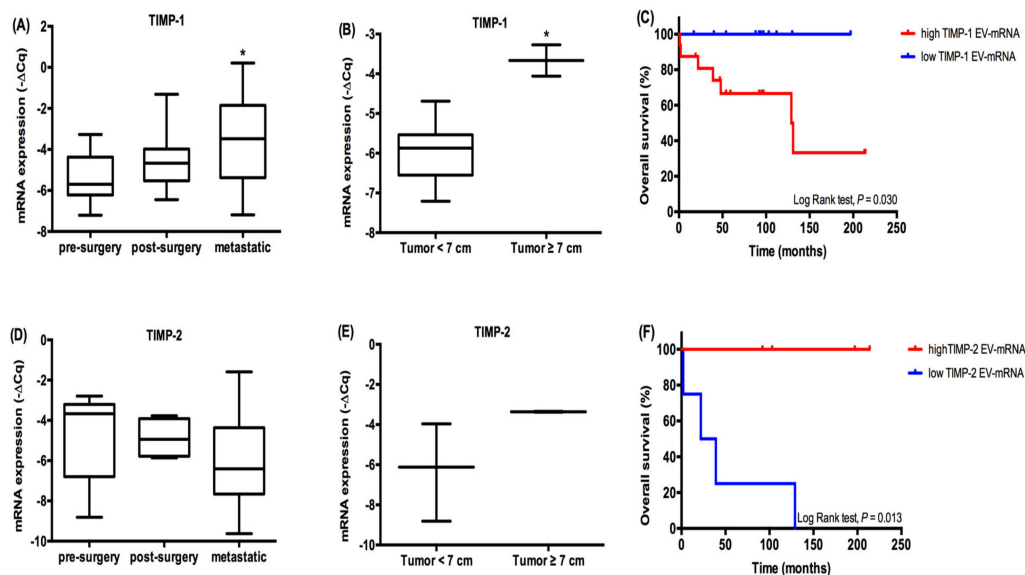 (A)
TIMP-1
mRNA expression (-ΔCq)
2
0
-2
-4
-6
-8
*
pre-surgery
post-surgery
metastatic
(B)
TIMP-1
mRNA expression (-ΔCq)
-3
-4
-5
-6
-7
-8
*
Tumor < 7 cm
Tumor ≥ 7 cm
(C)
Overall survival (%)
100
80
60
40
20
0
0
50
100
150
200
250
Time (months)
Log Rank test, P = 0.030
high TIMP-1 EV-mRNA
low TIMP-1 EV-mRNA
(D)
TIMP-2
mRNA expression (-ΔCq)
0
-2
-4
-6
-8
-10
pre-surgery
post-surgery
metastatic
(E)
TIMP-2
mRNA expression (-ΔCq)
0
-2
-4
-6
-8
-10
Tumor < 7 cm
Tumor ≥ 7 cm
(F)
Overall survival (%)
100
80
60
40
20
0
0
50
100
150
200
250
Time (months)
Log Rank test, P = 0.013
highTIMP-2 EV-mRNA
low TIMP-2 EV-mRNA